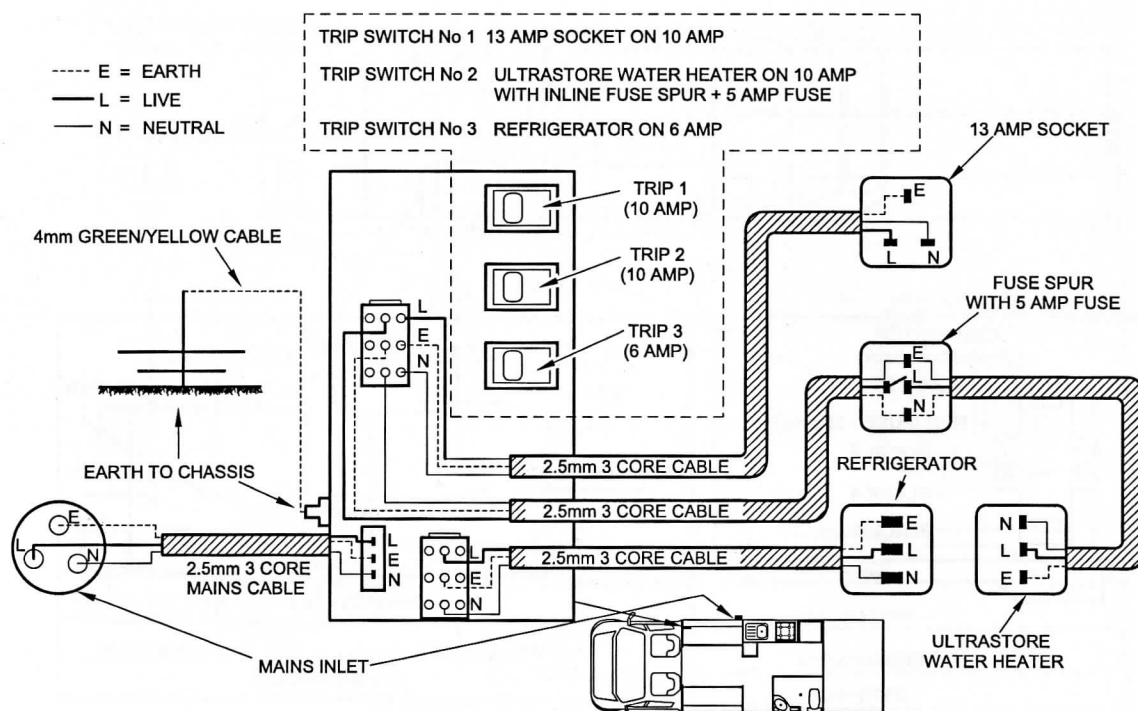 TRIP SWITCH No 1 13 AMP SOCKET ON 10 AMP
TRIP SWITCH No 2 ULTRASTORE WATER HEATER ON 10 AMP
WITH INLINE FUSE SPUR + 5 AMP FUSE
TRIP SWITCH No 3 REFRIGERATOR ON 6 AMP
E = EARTH
L = LIVE
N = NEUTRAL
13 AMP SOCKET
E
L N
TRIP 1
(10 AMP)
TRIP 2
(10 AMP)
TRIP 3
(6 AMP)
4mm GREEN/YELLOW CABLE
EARTH TO CHASSIS
L
E
N
FUSE SPUR
WITH 5 AMP FUSE
E
L
N
2.5mm 3 CORE CABLE
2.5mm 3 CORE CABLE
2.5mm 3 CORE CABLE
REFRIGERATOR
E
L
N
N
L
E
ULTRASTORE
WATER HEATER
E
L
N
2.5mm 3 CORE
MAINS CABLE
L
E
N
L
E
N
MAINS INLET